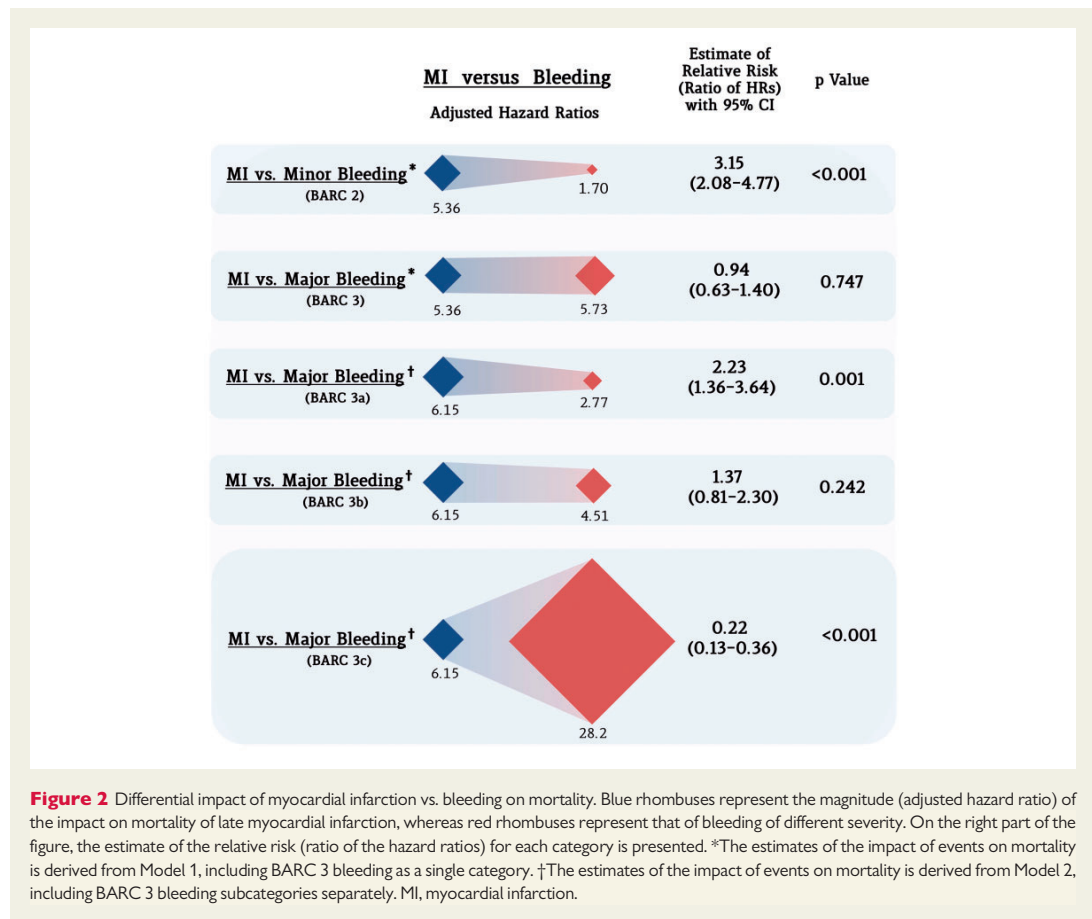 MI versus Bleeding
Adjusted Hazard Ratios
Estimate of
Relative Risk
(Ratio of HRs)
with 95% CI
p Value
MI vs. Minor Bleeding*
(BARC 2)
5.36
1.70
3.15
(2.08–4.77)
<0.001
MI vs. Major Bleeding*
(BARC 3)
5.36
5.73
0.94
(0.63–1.40)
0.747
MI vs. Major Bleeding†
(BARC 3a)
6.15
2.77
2.23
(1.36–3.64)
0.001
MI vs. Major Bleeding†
(BARC 3b)
6.15
4.51
1.37
(0.81–2.30)
0.242
MI vs. Major Bleeding†
(BARC 3c)
6.15
28.2
0.22
(0.13–0.36)
<0.001
Figure 2 Differential impact of myocardial infarction vs. bleeding on mortality. Blue rhombuses represent the magnitude (adjusted hazard ratio) of
the impact on mortality of late myocardial infarction, whereas red rhombuses represent that of bleeding of different severity. On the right part of the
figure, the estimate of the relative risk (ratio of the hazard ratios) for each category is presented. *The estimates of the impact of events on mortality
is derived from Model 1, including BARC 3 bleeding as a single category. †The estimates of the impact of events on mortality is derived from Model 2,
including BARC 3 bleeding subcategories separately. MI, myocardial infarction.